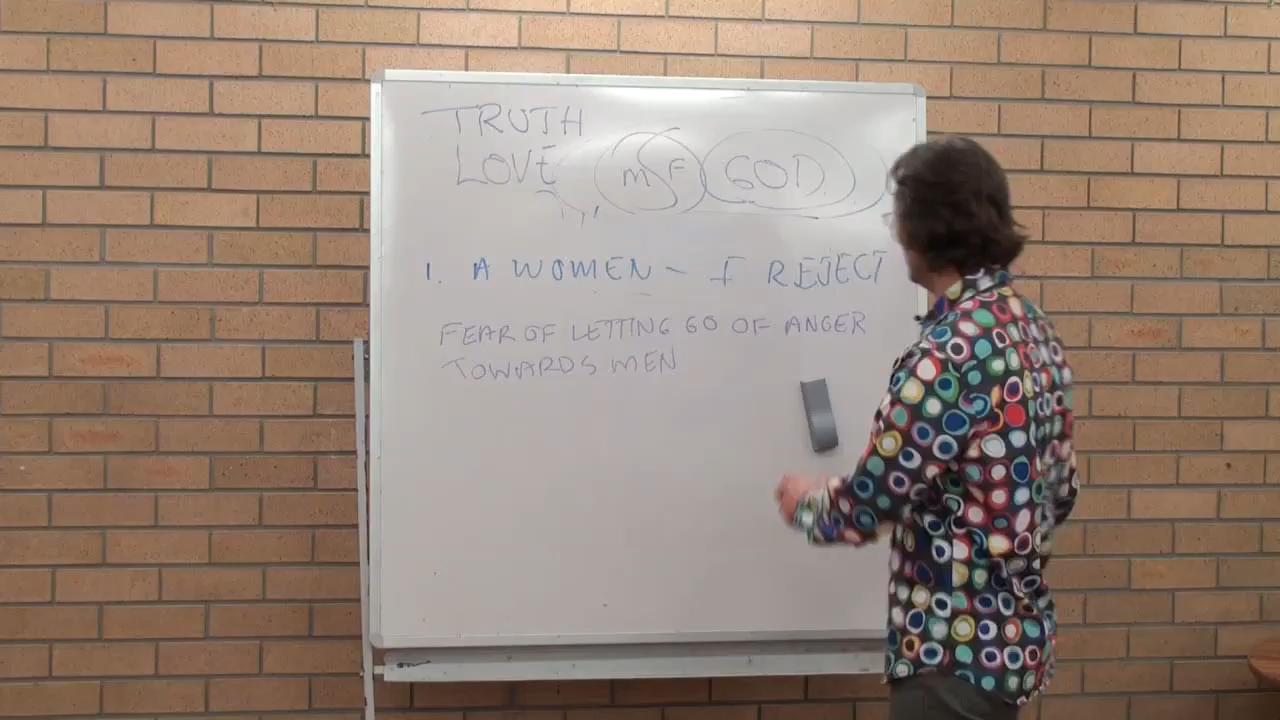 TRUTH
LOVE M F GOD
1. A WOMEN - I REJECT
FEAR OF LETTING GO OF ANGER
TOWARDS MEN